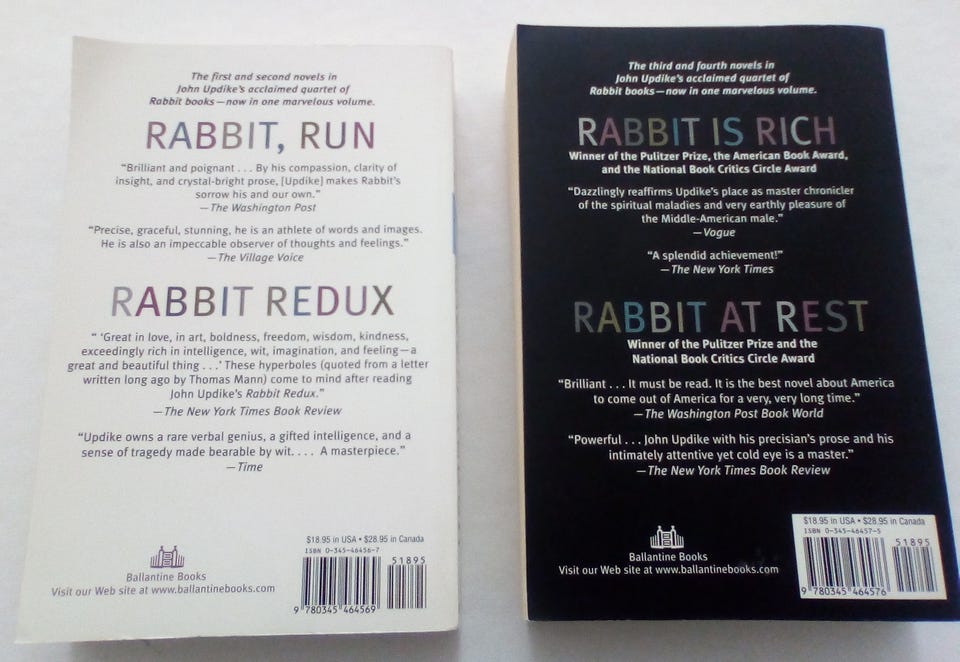 The first and second novels in
John Updike's acclaimed quartet of
Rabbit books—now in one marvelous volume.
RABBIT, RUN
"Brilliant and poignant . . . By his compassion, clarity of
insight, and crystal-bright prose, [Updike] makes Rabbit's
sorrow his and our own."
—The Washington Post
"Precise, graceful, stunning, he is an athlete of words and images.
He is also an impeccable observer of thoughts and feelings."
—The Village Voice
RABBIT REDUX
" 'Great in love, in art, boldness, freedom, wisdom, kindness,
exceedingly rich in intelligence, wit, imagination, and feeling—a
great and beautiful thing . . .' These hyperboles (quoted from a letter
written long ago by Thomas Mann) come to mind after reading
John Updike's Rabbit Redux."
—The New York Times Book Review
"Updike owns a rare verbal genius, a gifted intelligence, and a
sense of tragedy made bearable by wit. . . . A masterpiece."
—Time
Ballantine Books
Visit our Web site at www.ballantinebooks.com
$18.95 in USA • $28.95 in Canada
ISBN 0-345-46456-7
51895
9 780345 464569
The third and fourth novels in
John Updike's acclaimed quartet of
Rabbit books—now in one marvelous volume.
RABBIT IS RICH
Winner of the Pulitzer Prize, the American Book Award,
and the National Book Critics Circle Award
"Dazzlingly reaffirms Updike's place as master chronicler
of the spiritual maladies and very earthly pleasure of
the Middle-American male."
—Vogue
"A splendid achievement!"
—The New York Times
RABBIT AT REST
Winner of the Pulitzer Prize and the
National Book Critics Circle Award
"Brilliant . . . It must be read. It is the best novel about America
to come out of America for a very, very long time."
—The Washington Post Book World
"Powerful . . . John Updike with his precisian's prose and his
intimately attentive yet cold eye is a master."
—The New York Times Book Review
Ballantine Books
Visit our Web site at www.ballantinebooks.com
$18.95 in USA • $28.95 in Canada
ISBN 0-345-46457-5
51895
9 780345 464576